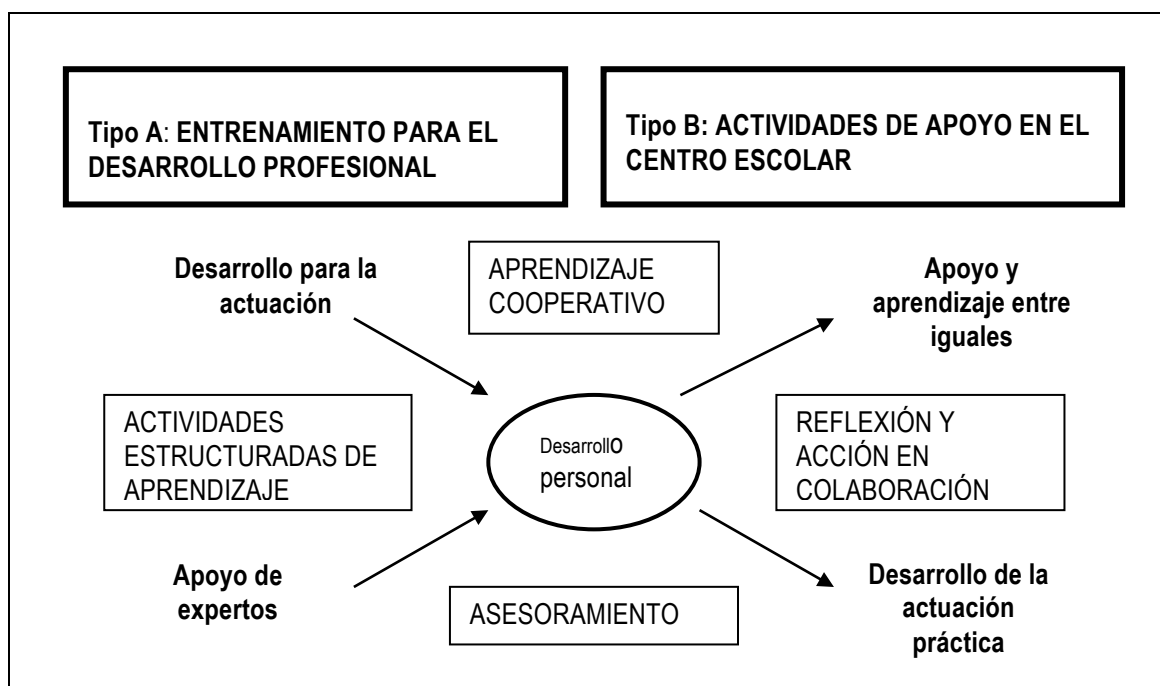 Tipo A: ENTRENAMIENTO PARA EL
DESARROLLO PROFESIONAL
Tipo B: ACTIVIDADES DE APOYO EN EL
CENTRO ESCOLAR
Desarrollo para la
actuación
APRENDIZAJE
COOPERATIVO
Apoyo y
aprendizaje entre
iguales
ACTIVIDADES
ESTRUCTURADAS DE
APRENDIZAJE
DesarrollO
personal
REFLEXIÓN Y
ACCIÓN EN
COLABORACIÓN
Apoyo de
expertos
ASESORAMIENTO
Desarrollo de la
actuación
práctica